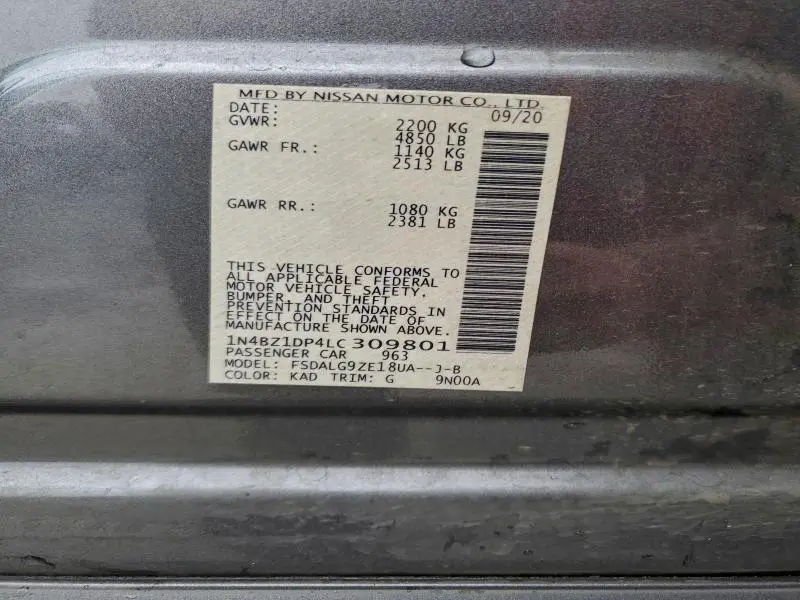 MFD BY NISSAN MOTOR CO., LTD.
DATE: 09/20
GVWR: 2200 KG
4850 LB
GAWR FR.: 1140 KG
2513 LB
GAWR RR.: 1080 KG
2381 LB
THIS VEHICLE CONFORMS TO
ALL APPLICABLE FEDERAL
MOTOR VEHICLE SAFETY,
BUMPER, AND THEFT
PREVENTION STANDARDS IN
EFFECT ON THE DATE OF
MANUFACTURE SHOWN ABOVE.
1N4BZ1DP4LC 309801
PASSENGER CAR 963
MODEL: FSDALG9ZE18UA--J-B
COLOR: KAD TRIM: G 9N00A